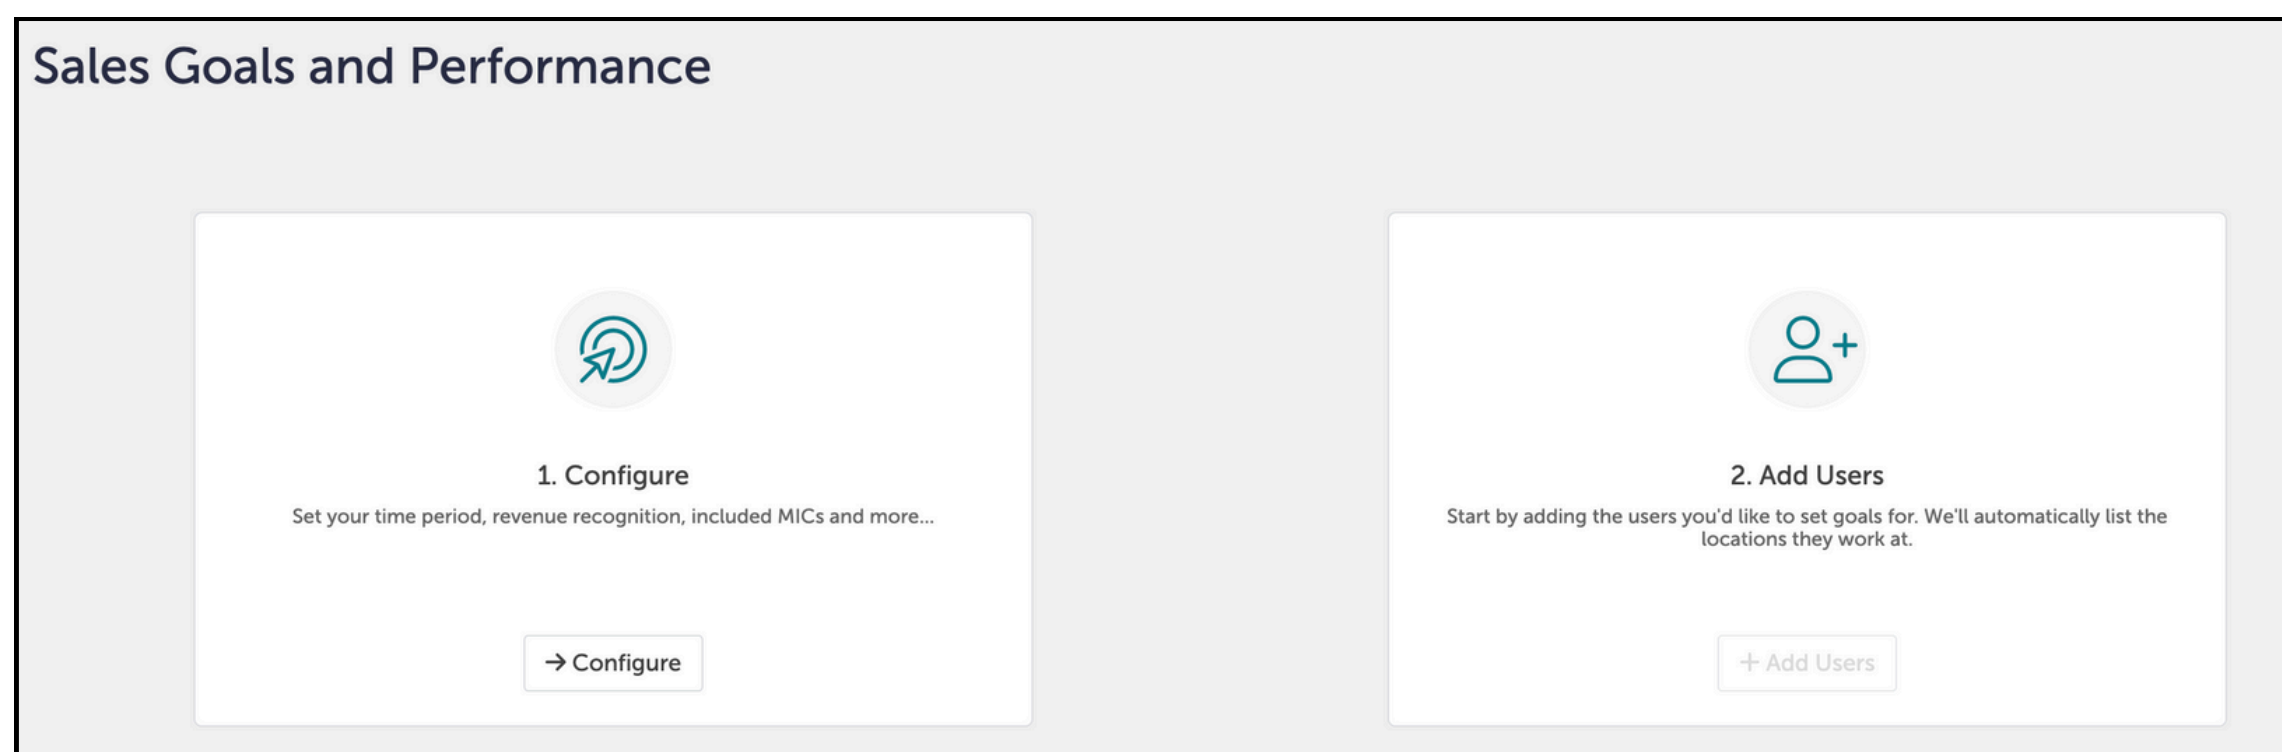 Sales Goals and Performance
1. Configure
Set your time period, revenue recognition, included MICs and more...
→ Configure
2. Add Users
Start by adding the users you'd like to set goals for. We'll automatically list the
locations they work at.
+ Add Users